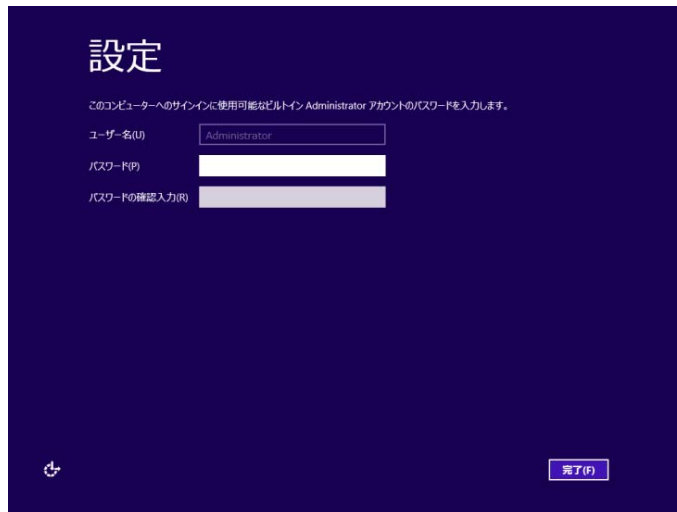 設定
このコンピューターへのサインインに使用可能なビルトイン Administrator アカウントのパスワードを入力します。
ユーザー名(U)
Administrator
パスワード(P)
パスワードの確認入力(R)
完了(F)